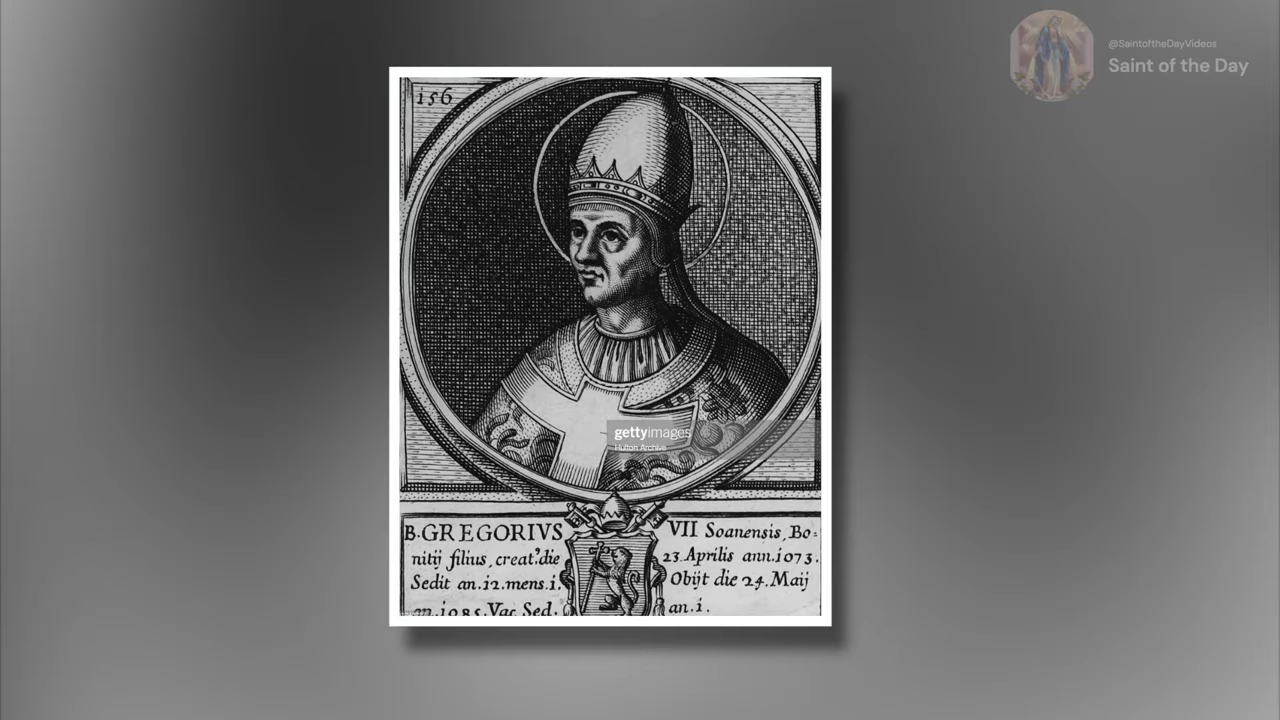 @SaintoftheDayVideos
Saint of the Day
156
gettyimages
Hulton Archive
B.GREGORIVS VII Soanensis, Bo=
nitij filius, creat,die 23 Aprilis ann.1073.
Sedit an.12.mens.1. Obijt die 24.Maij
an.1085.Vac Sed. an.1.